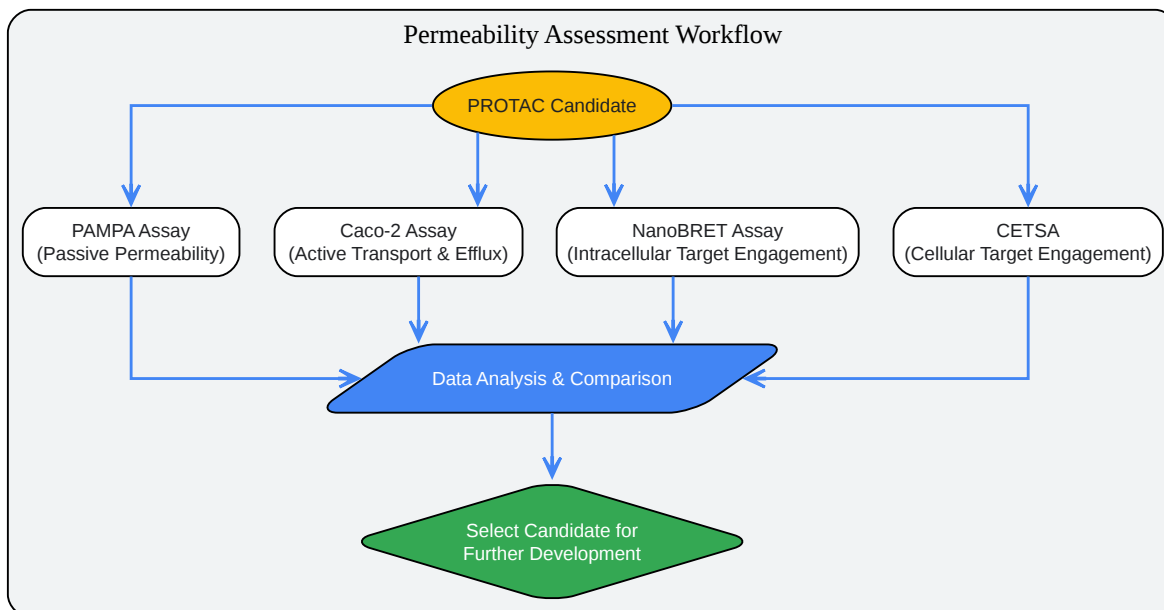 Permeability Assessment Workflow
PROTAC Candidate
PAMPA Assay
(Passive Permeability)
Caco-2 Assay
(Active Transport & Efflux)
NanoBRET Assay
(Intracellular Target Engagement)
CETSA
(Cellular Target Engagement)
Data Analysis & Comparison
Select Candidate for
Further Development